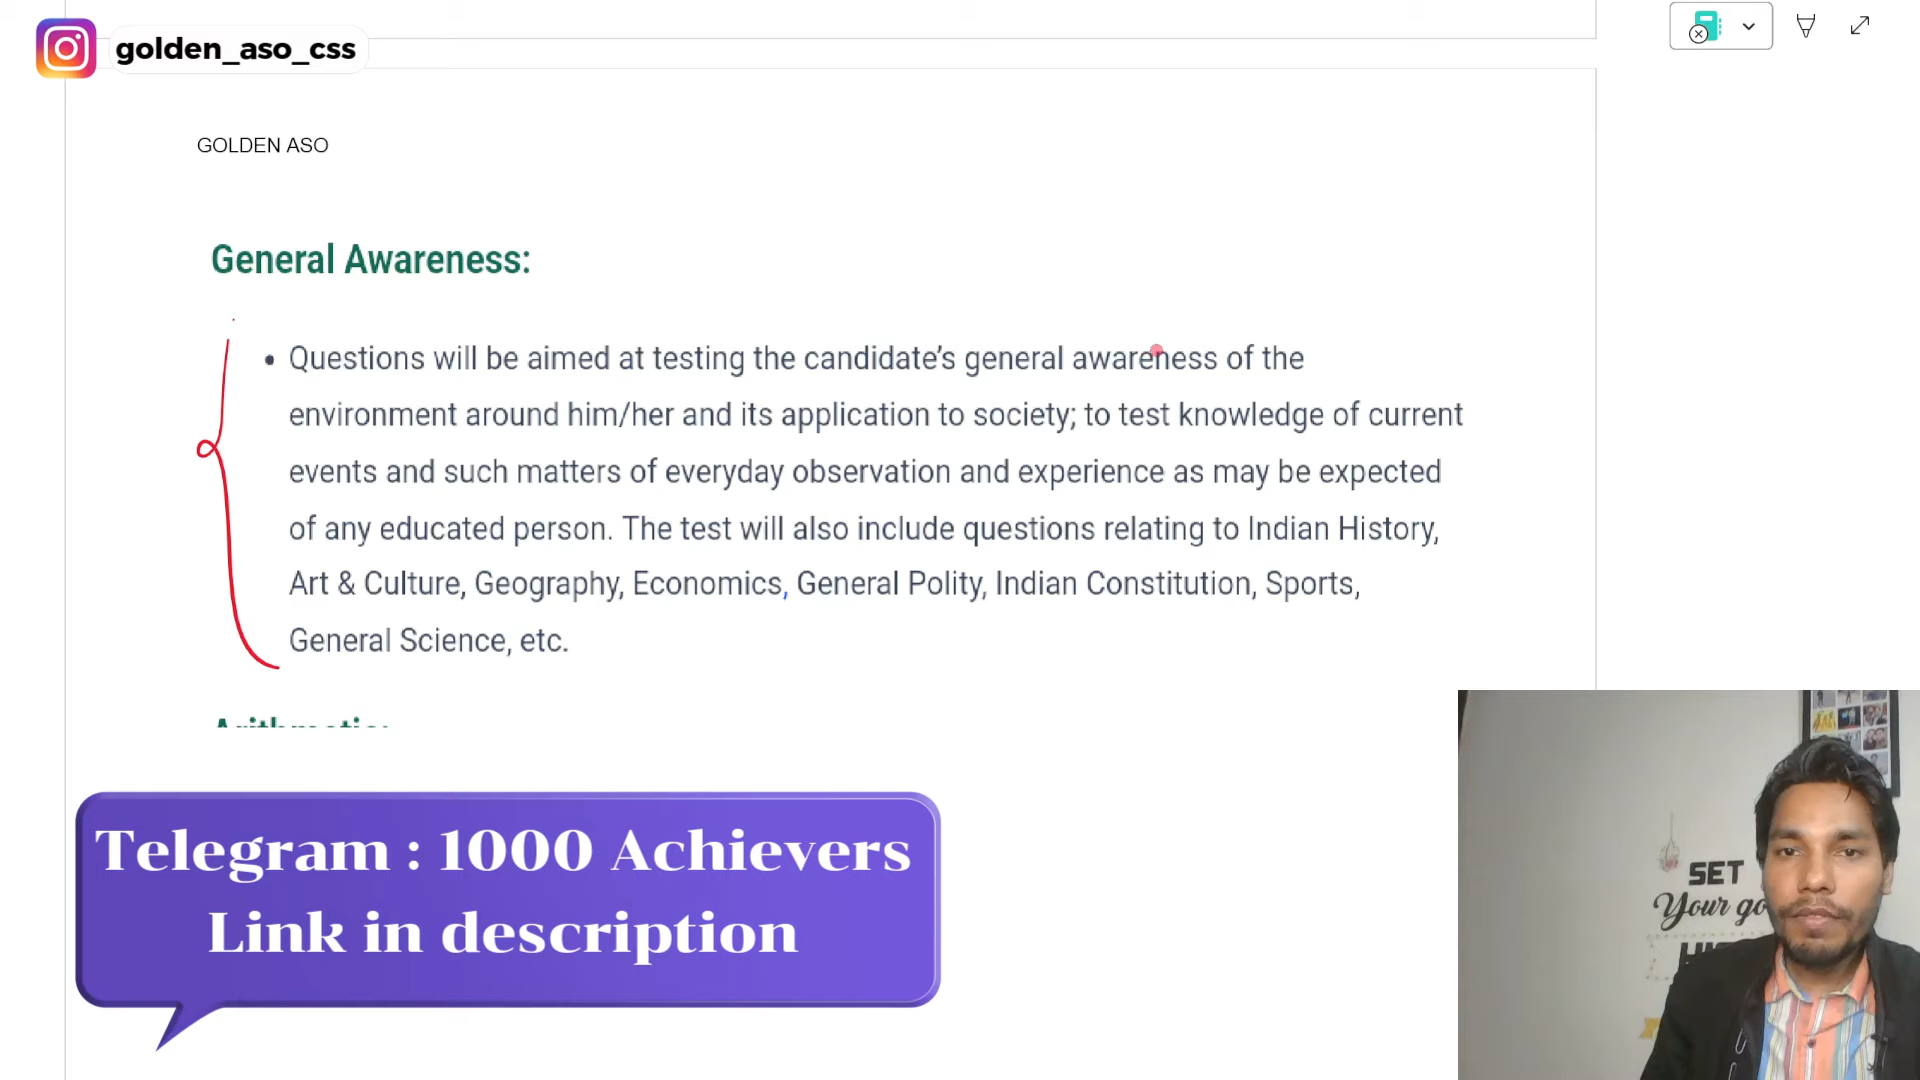 golden_aso_css
GOLDEN ASO
General Awareness:
• Questions will be aimed at testing the candidate's general awareness of the
environment around him/her and its application to society; to test knowledge of current
events and such matters of everyday observation and experience as may be expected
of any educated person. The test will also include questions relating to Indian History,
Art & Culture, Geography, Economics, General Polity, Indian Constitution, Sports,
General Science, etc.
Arithmetic:
Telegram : 1000 Achievers
Link in description
SET
Your go